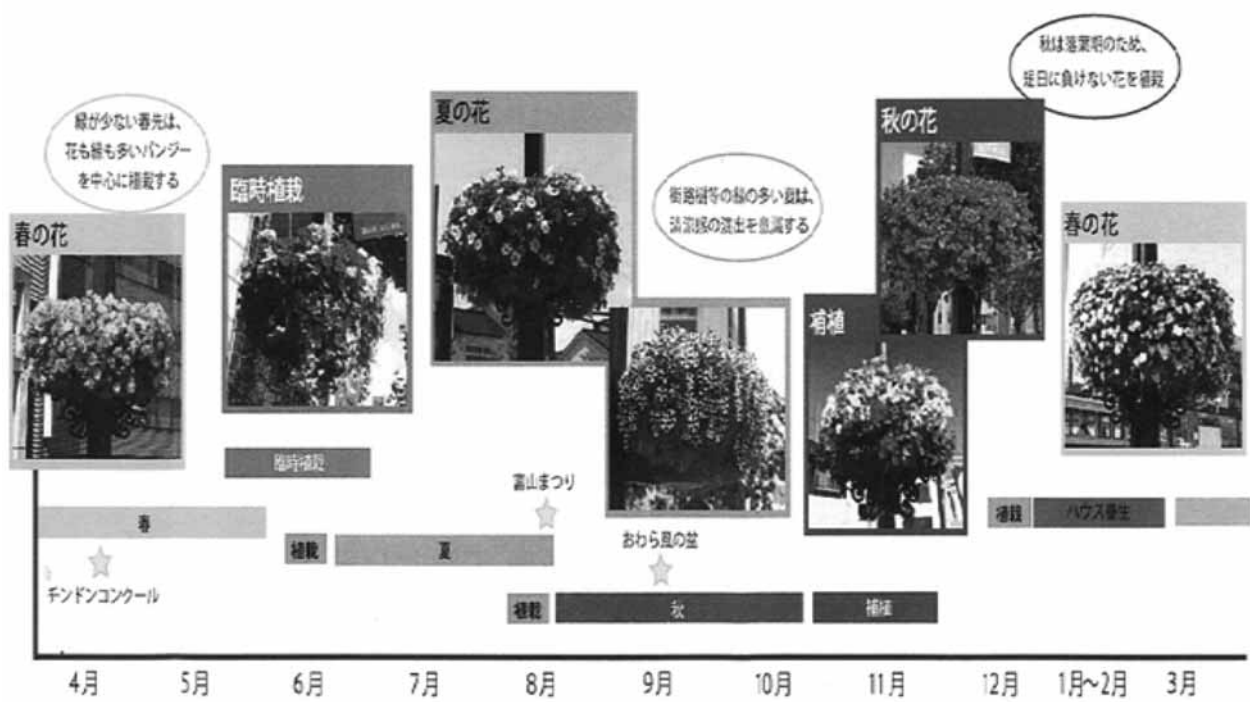 秋は落葉期のため、
短日に負けない花を植栽
緑が少ない春先は、
花も緑も多いパンジー
を中心に植栽する
夏の花
秋の花
臨時植栽
街路樹等の緑の多い夏は、
清涼感の演出を意識する
春の花
春の花
補植
臨時植栽
富山まつり
春
植栽
ハウス養生
植栽
夏
おわら風の盆
チンドンコンクール
植栽
秋
補植
4月 5月 6月 7月 8月 9月 10月 11月 12月 1月~2月 3月